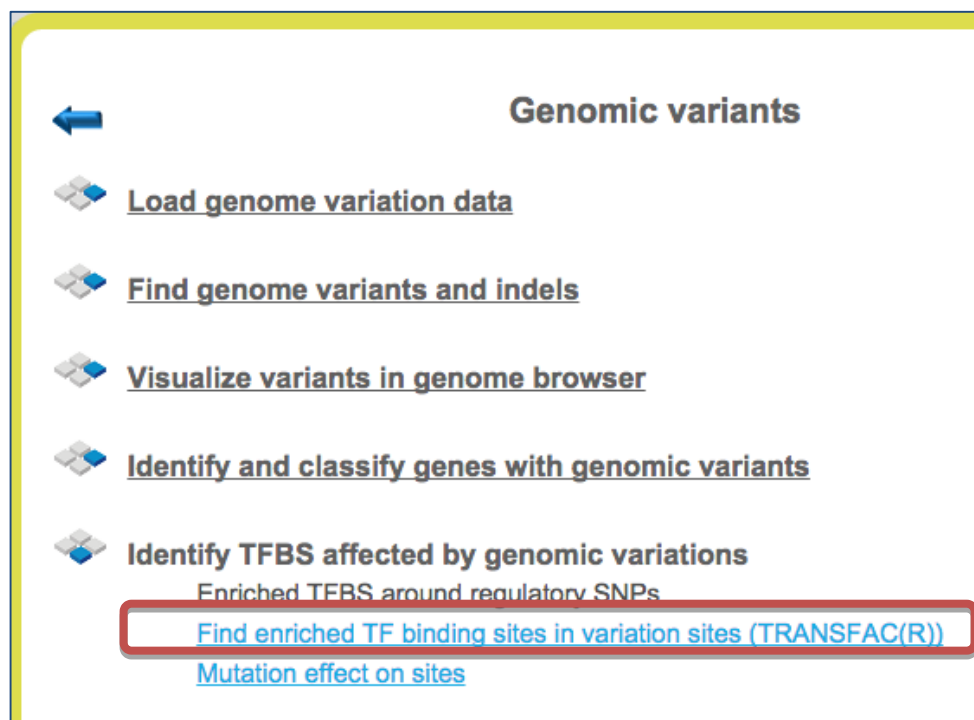 Genomic variants
Load genome variation data
Find genome variants and indels
Visualize variants in genome browser
Identify and classify genes with genomic variants
Identify TFBS affected by genomic variations
Enriched TFBS around regulatory SNPs
Find enriched TF binding sites in variation sites (TRANSFAC(R))
Mutation effect on sites